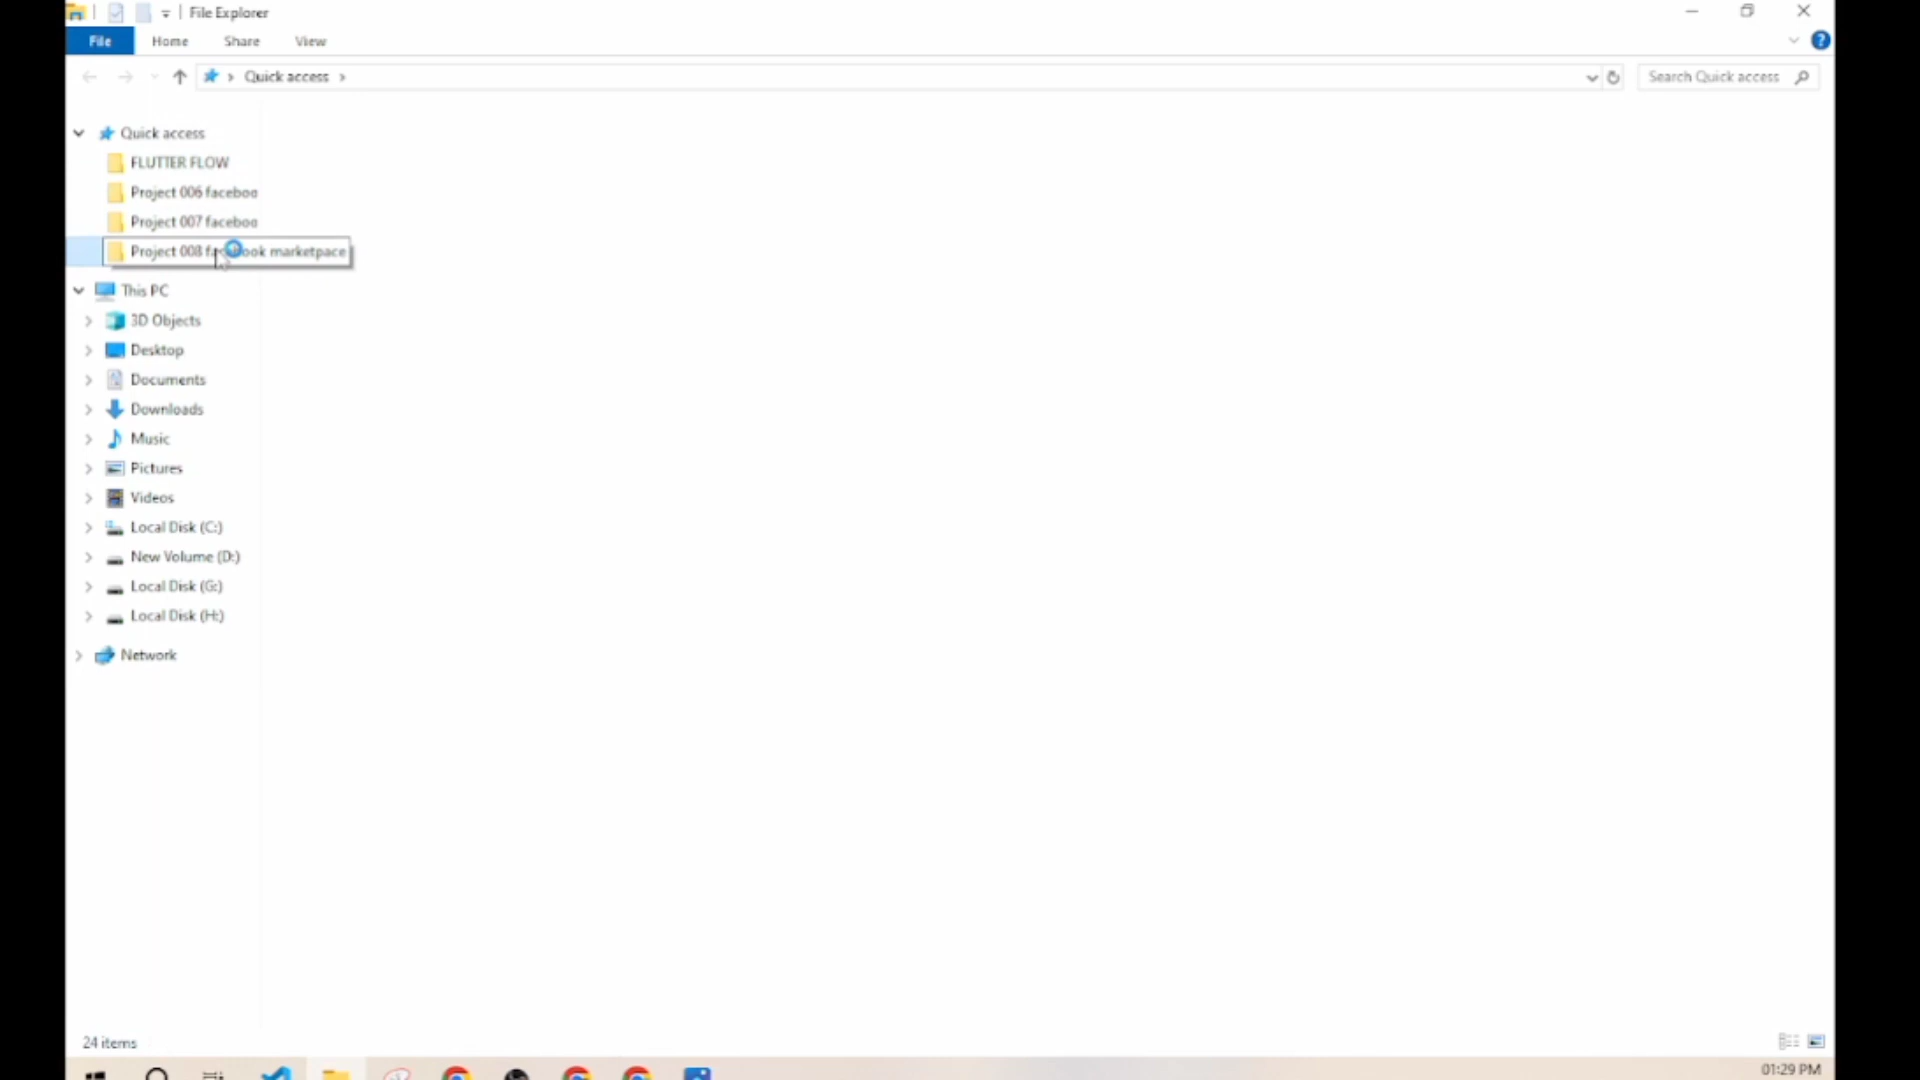 File Explorer
File Home Share View
Quick access
Search Quick access
Quick access
FLUTTER FLOW
Project 006 faceboo
Project 007 faceboo
Project 008 facebook marketpace
This PC
3D Objects
Desktop
Documents
Downloads
Music
Pictures
Videos
Local Disk (C:)
New Volume (D:)
Local Disk (G:)
Local Disk (H:)
Network
24 items
01:29 PM